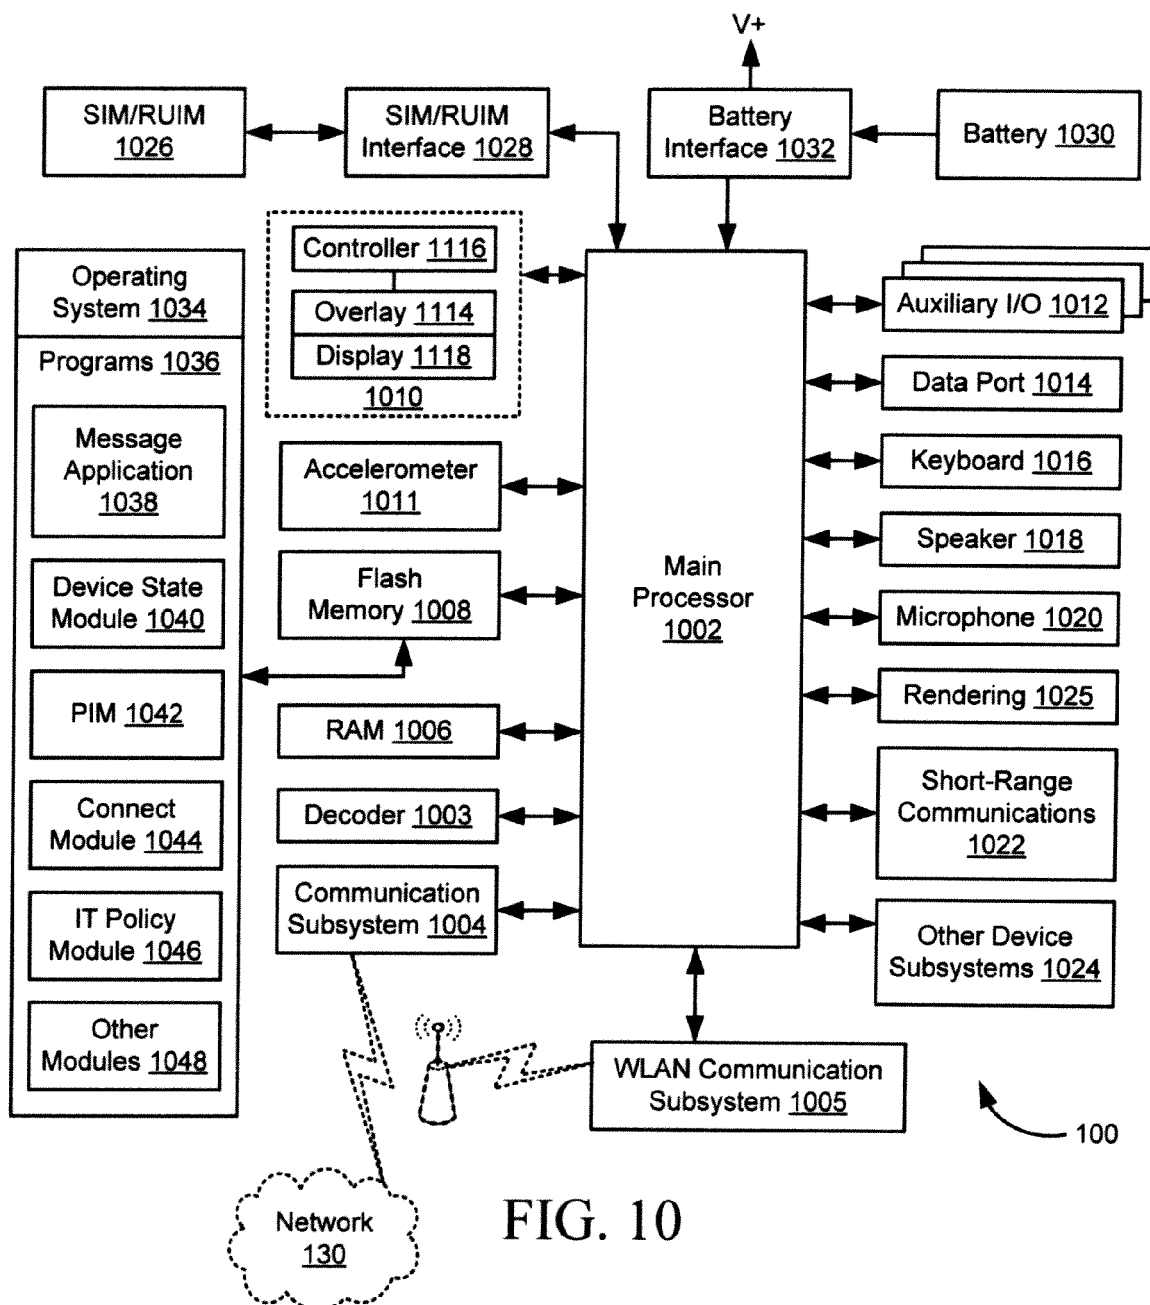 V+
SIM/RUIM
1026
SIM/RUIM
Interface 1028
Battery
Interface 1032
Battery 1030
Operating
System 1034
Programs 1036
Message
Application
1038
Device State
Module 1040
PIM 1042
Connect
Module 1044
IT Policy
Module 1046
Other
Modules 1048
Controller 1116
Overlay 1114
Display 1118
1010
Accelerometer
1011
Flash
Memory 1008
RAM 1006
Decoder 1003
Communication
Subsystem 1004
Main
Processor
1002
Auxiliary I/O 1012
Data Port 1014
Keyboard 1016
Speaker 1018
Microphone 1020
Rendering 1025
Short-Range
Communications
1022
Other Device
Subsystems 1024
WLAN Communication
Subsystem 1005
100
Network
130
FIG. 10